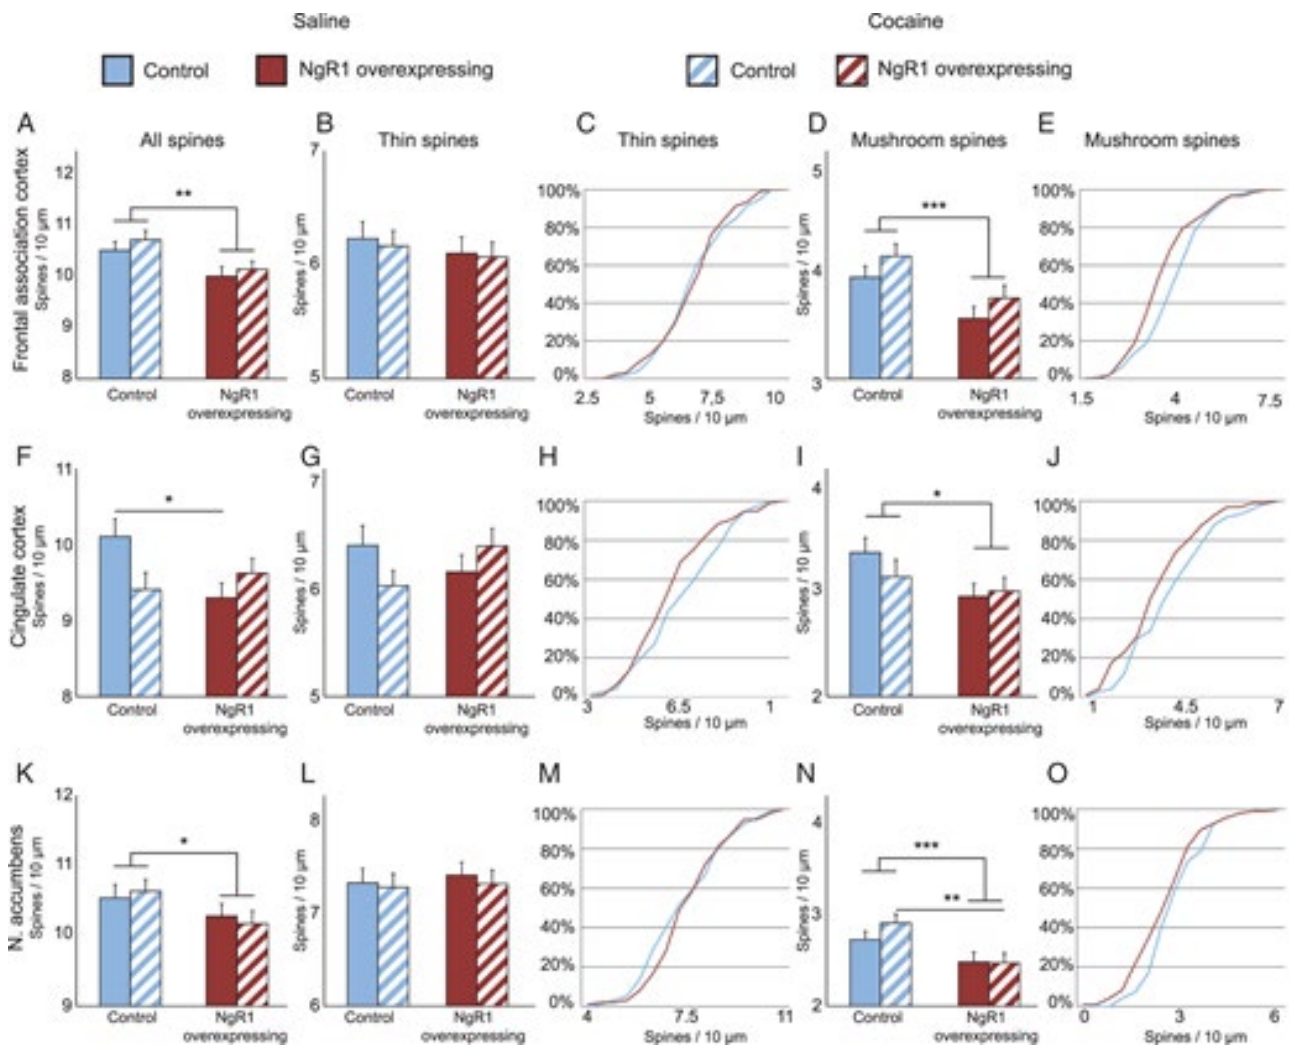 Saline
Cocaine
Control
NgR1 overexpressing
Control
NgR1 overexpressing
A
All spines
B
Thin spines
C
Thin spines
D
Mushroom spines
E
Mushroom spines
Frontal association cortex
Spines / 10 µm
12
11
10
9
8
**
Control
NgR1
overexpressing
Spines / 10 µm
7
6
5
Control
NgR1
overexpressing
100%
80%
60%
40%
20%
0%
2.5
5
7,5
10
Spines / 10 µm
Spines / 10 µm
5
4
3
***
Control
NgR1
overexpressing
100%
80%
60%
40%
20%
0%
1.5
4
7.5
Spines / 10 µm
F
G
H
I
J
Cingulate cortex
Spines / 10 µm
11
10
9
8
*
Control
NgR1
overexpressing
Spines / 10 µm
7
6
5
Control
NgR1
overexpressing
100%
80%
60%
40%
20%
0%
3
6.5
1
Spines / 10 µm
Spines / 10 µm
4
3
2
*
Control
NgR1
overexpressing
100%
80%
60%
40%
20%
0%
1
4.5
7
Spines / 10 µm
K
L
M
N
O
N. accumbens
Spines / 10 µm
12
11
10
9
*
Control
NgR1
overexpressing
Spines / 10 µm
8
7
6
Control
NgR1
overexpressing
100%
80%
60%
40%
20%
0%
4
7.5
11
Spines / 10 µm
Spines / 10 µm
4
3
2
***
**
Control
NgR1
overexpressing
100%
80%
60%
40%
20%
0%
0
3
6
Spines / 10 µm